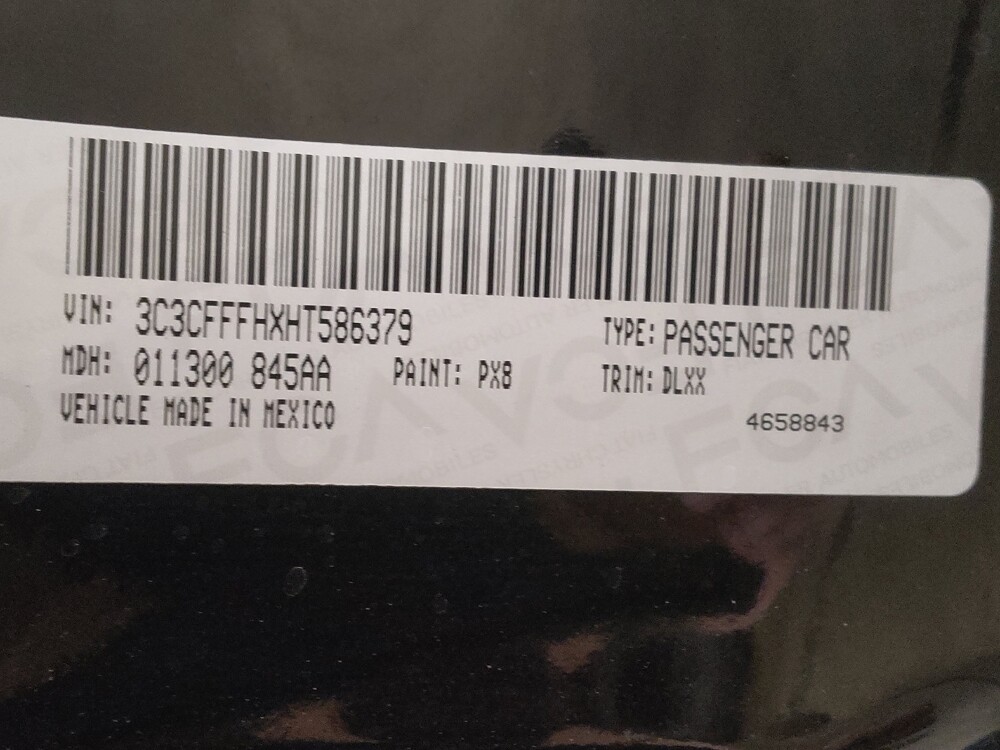 VIN: 3C3CFFFHXHT586379
TYPE: PASSENGER CAR
MDH: 011300 845AA
PAINT: PX8
TRIM: DLXX
VEHICLE MADE IN MEXICO
4658843